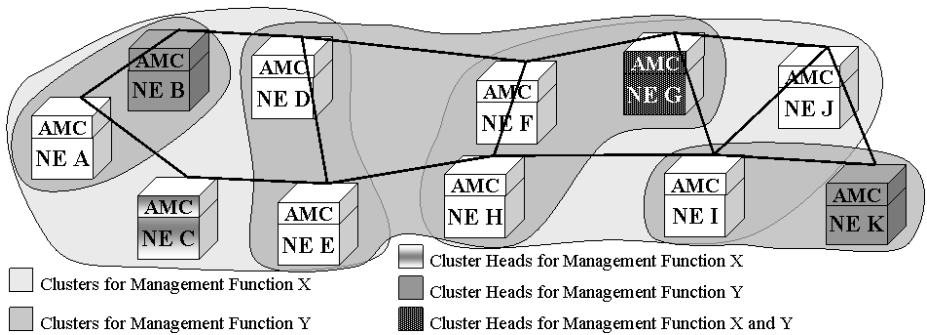 AMC
NE B
AMC
NE D
AMC
NE G
AMC
NE J
AMC
NE F
AMC
NE A
AMC
NE C
AMC
NE E
AMC
NE H
AMC
NE I
AMC
NE K
Clusters for Management Function X
Clusters for Management Function Y
Cluster Heads for Management Function X
Cluster Heads for Management Function Y
Cluster Heads for Management Function X and Y